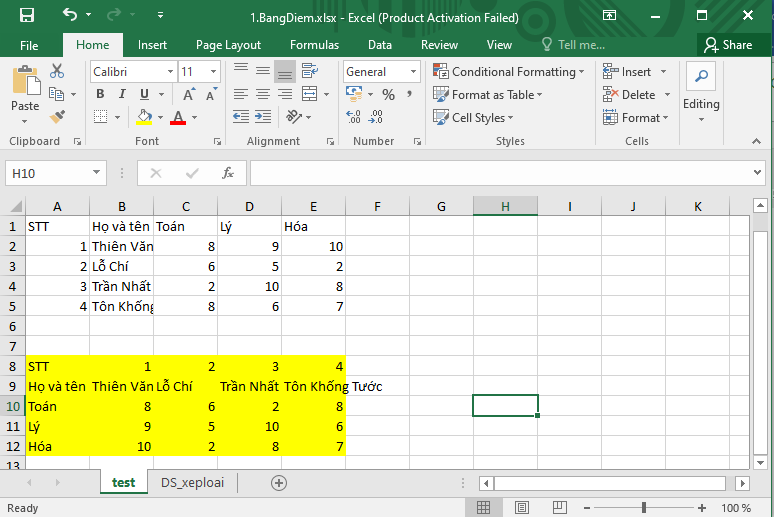 1.BangDiem.xlsx - Excel (Product Activation Failed)
File Home Insert Page Layout Formulas Data Review View Tell me... Share
Paste
Calibri 11
B I U A A
A
General
% ,
Conditional Formatting
Format as Table
Cell Styles
Insert
Delete
Format
Editing
Clipboard Font Alignment Number Styles Cells
H10 fx
A B C D E F G H I J K
1 STT Họ và tên Toán Lý Hóa
2 1 Thiên Văn 8 9 10
3 2 Lỗ Chí 6 5 2
4 3 Trần Nhất 2 10 8
5 4 Tôn Khổng 8 6 7
6
7
8 STT 1 2 3 4
9 Họ và tên Thiên Văn Lỗ Chí Trần Nhất Tôn Khổng Tước
10 Toán 8 6 2 8
11 Lý 9 5 10 6
12 Hóa 10 2 8 7
13
test DS_xeploai
Ready 100 %